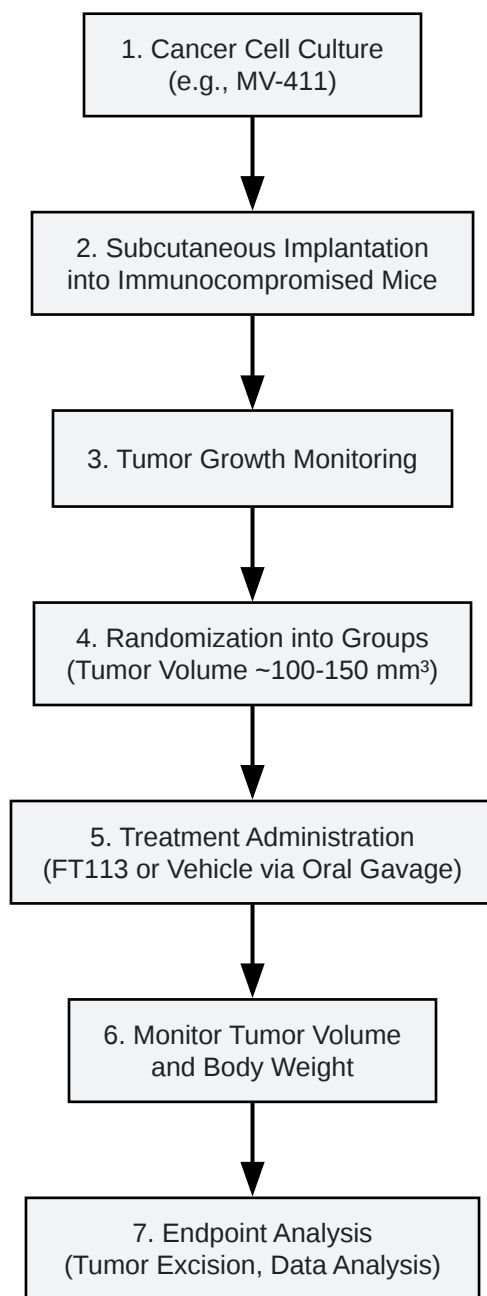 1. Cancer Cell Culture
(e.g., MV-411)
2. Subcutaneous Implantation
into Immunocompromised Mice
3. Tumor Growth Monitoring
4. Randomization into Groups
(Tumor Volume ~100-150 mm³)
5. Treatment Administration
(FT113 or Vehicle via Oral Gavage)
6. Monitor Tumor Volume
and Body Weight
7. Endpoint Analysis
(Tumor Excision, Data Analysis)